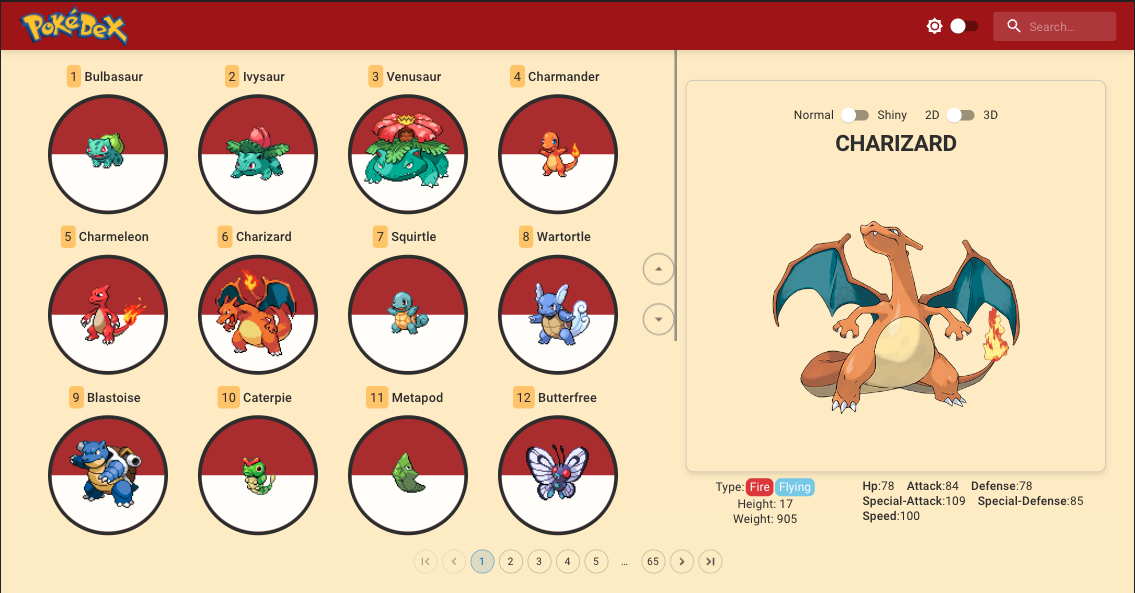 PokéDex
Search...
1 Bulbasaur
2 Ivysaur
3 Venusaur
4 Charmander
5 Charmeleon
6 Charizard
7 Squirtle
8 Wartortle
9 Blastoise
10 Caterpie
11 Metapod
12 Butterfree
Normal Shiny 2D 3D
CHARIZARD
Type: Fire Flying
Height: 17
Weight: 905
Hp:78 Attack:84 Defense:78
Special-Attack:109 Special-Defense:85
Speed:100
1 2 3 4 5 ... 65